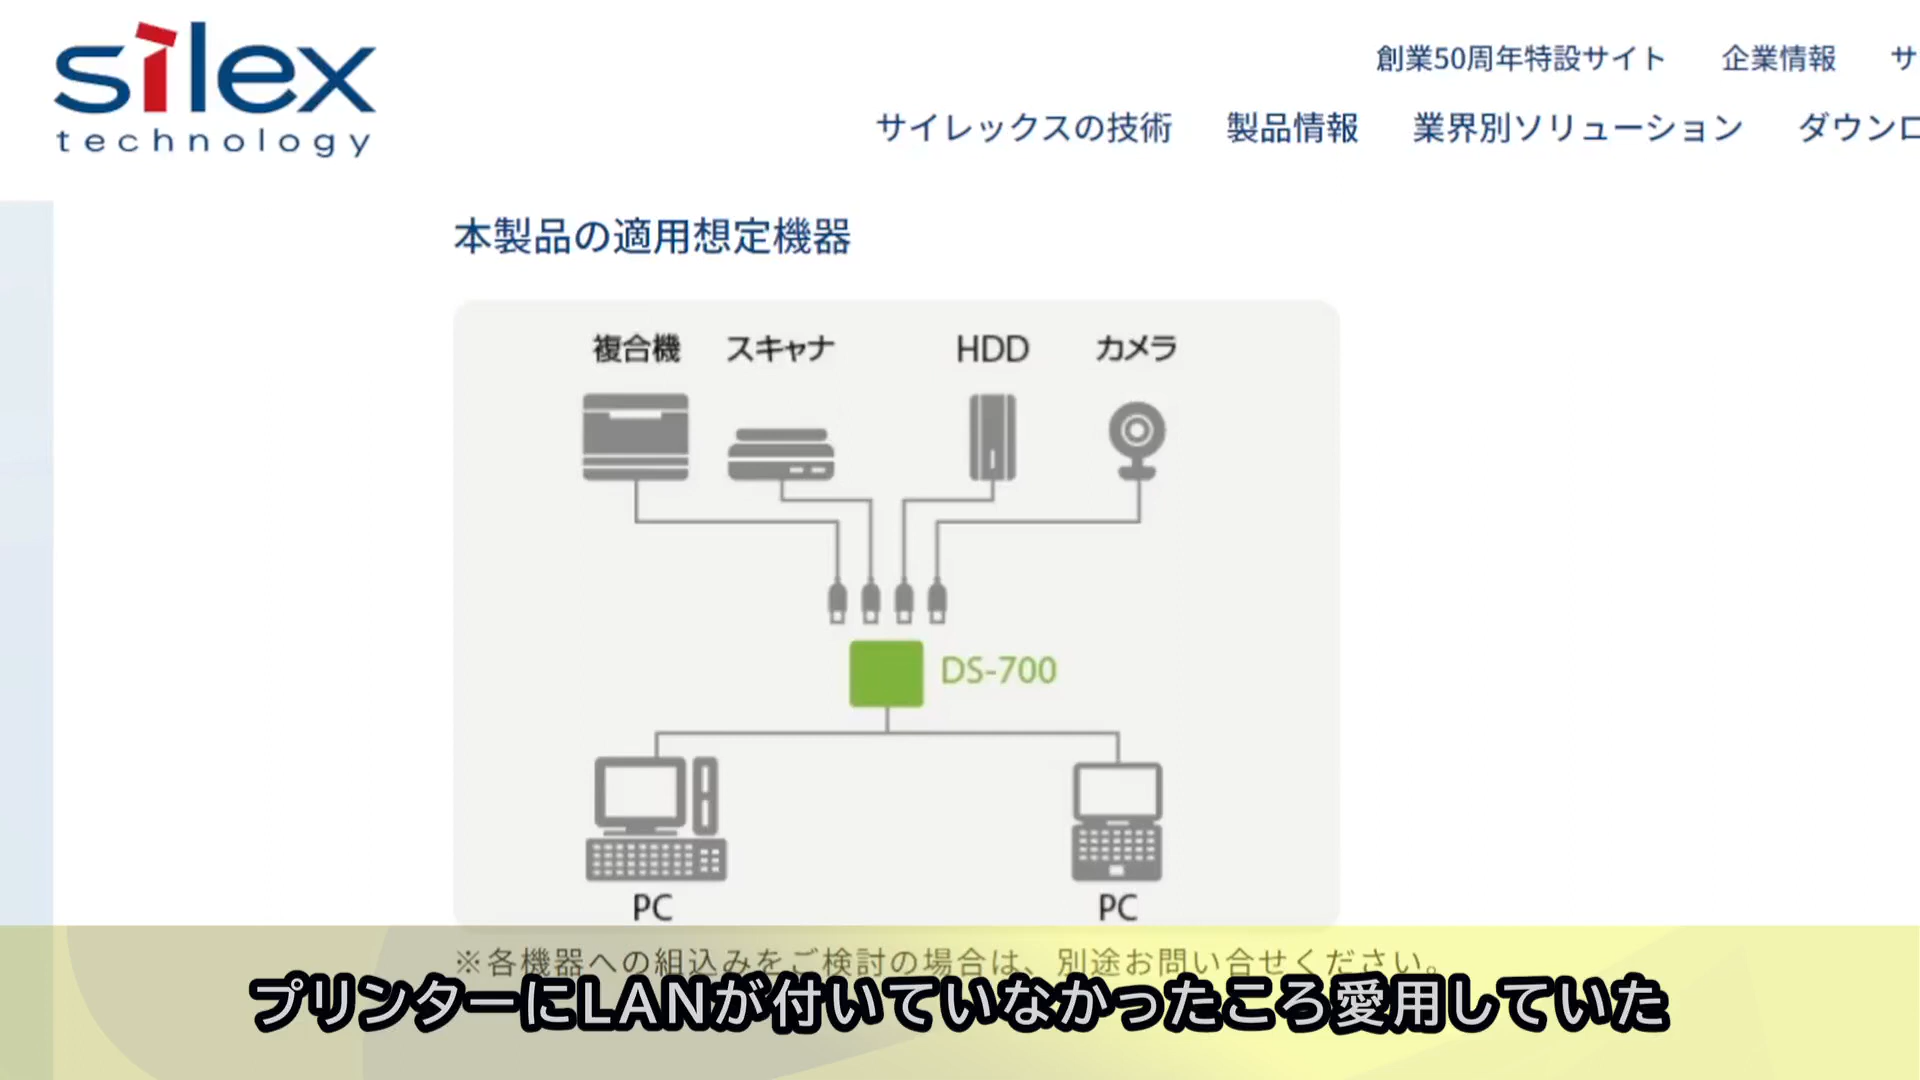 silex
technology
創業50周年特設サイト 企業情報 サ
サイレックスの技術 製品情報 業界別ソリューション ダウンロ
本製品の適用想定機器
複合機 スキャナ HDD カメラ
DS-700
PC PC
※各機器への組込みをご検討の場合は、別途お問い合せください。
プリンターにLANが付いていなかったころ愛用していた